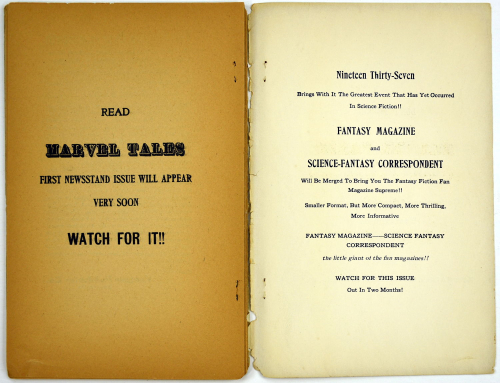 READ
MARVEL TALES
FIRST NEWSSTAND ISSUE WILL APPEAR
VERY SOON
WATCH FOR IT!!
Nineteen Thirty-Seven
Brings With It The Greatest Event That Has Yet Occurred
In Science Fiction!!
FANTASY MAGAZINE
and
SCIENCE-FANTASY CORRESPONDENT
Will Be Merged To Bring You The Fantasy Fiction Fan
Magazine Supreme!!
Smaller Format, But More Compact, More Thrilling,
More Informative
FANTASY MAGAZINE——SCIENCE FANTASY
CORRESPONDENT
the little giant of the fan magazines!!
WATCH FOR THIS ISSUE
Out In Two Months!